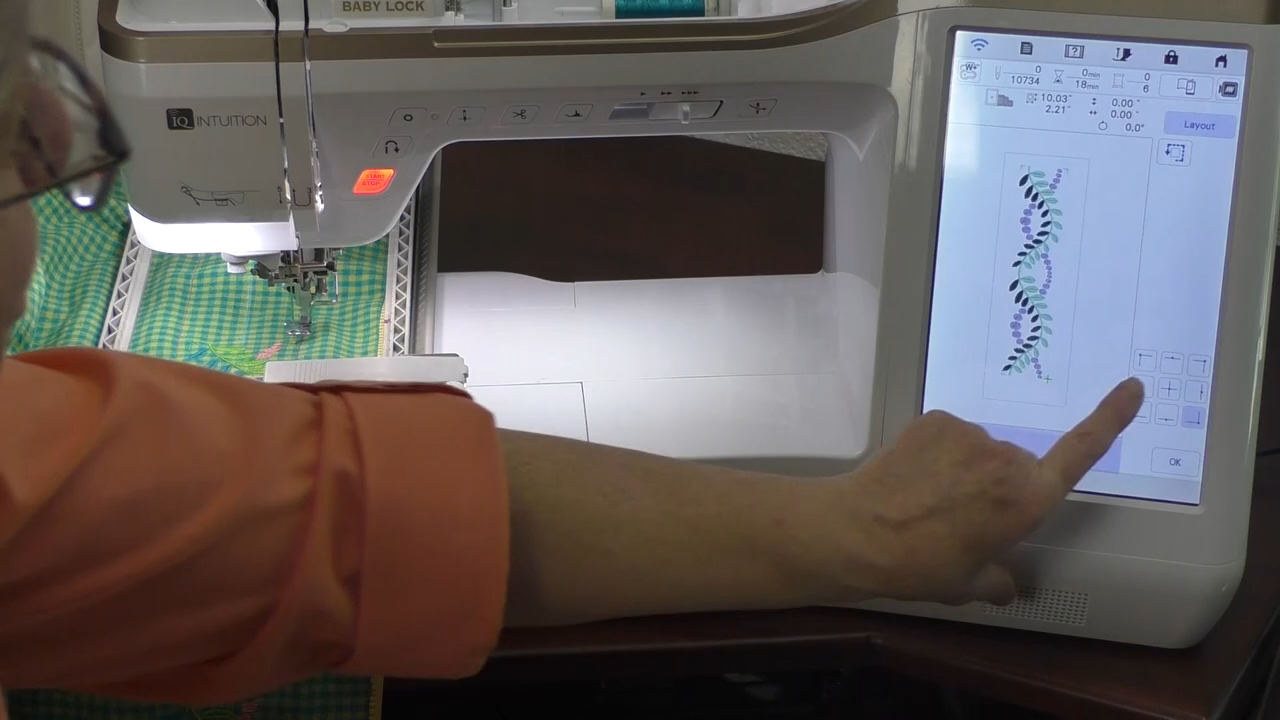 BABY LOCK
IQ INTUITION
START
STOP
W+
0
10734
0min
18min
0
6
10.03"
2.21"
0.00"
0.00"
0.0°
Layout
OK